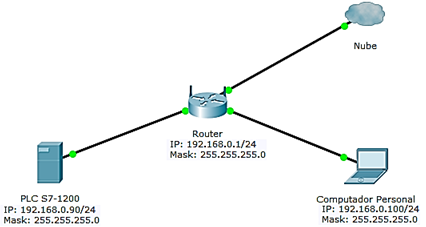 Nube
Router
IP: 192.168.0.1/24
Mask: 255.255.255.0
PLC S7-1200
IP: 192.168.0.90/24
Mask: 255.255.255.0
Computador Personal
IP: 192.168.0.100/24
Mask: 255.255.255.0